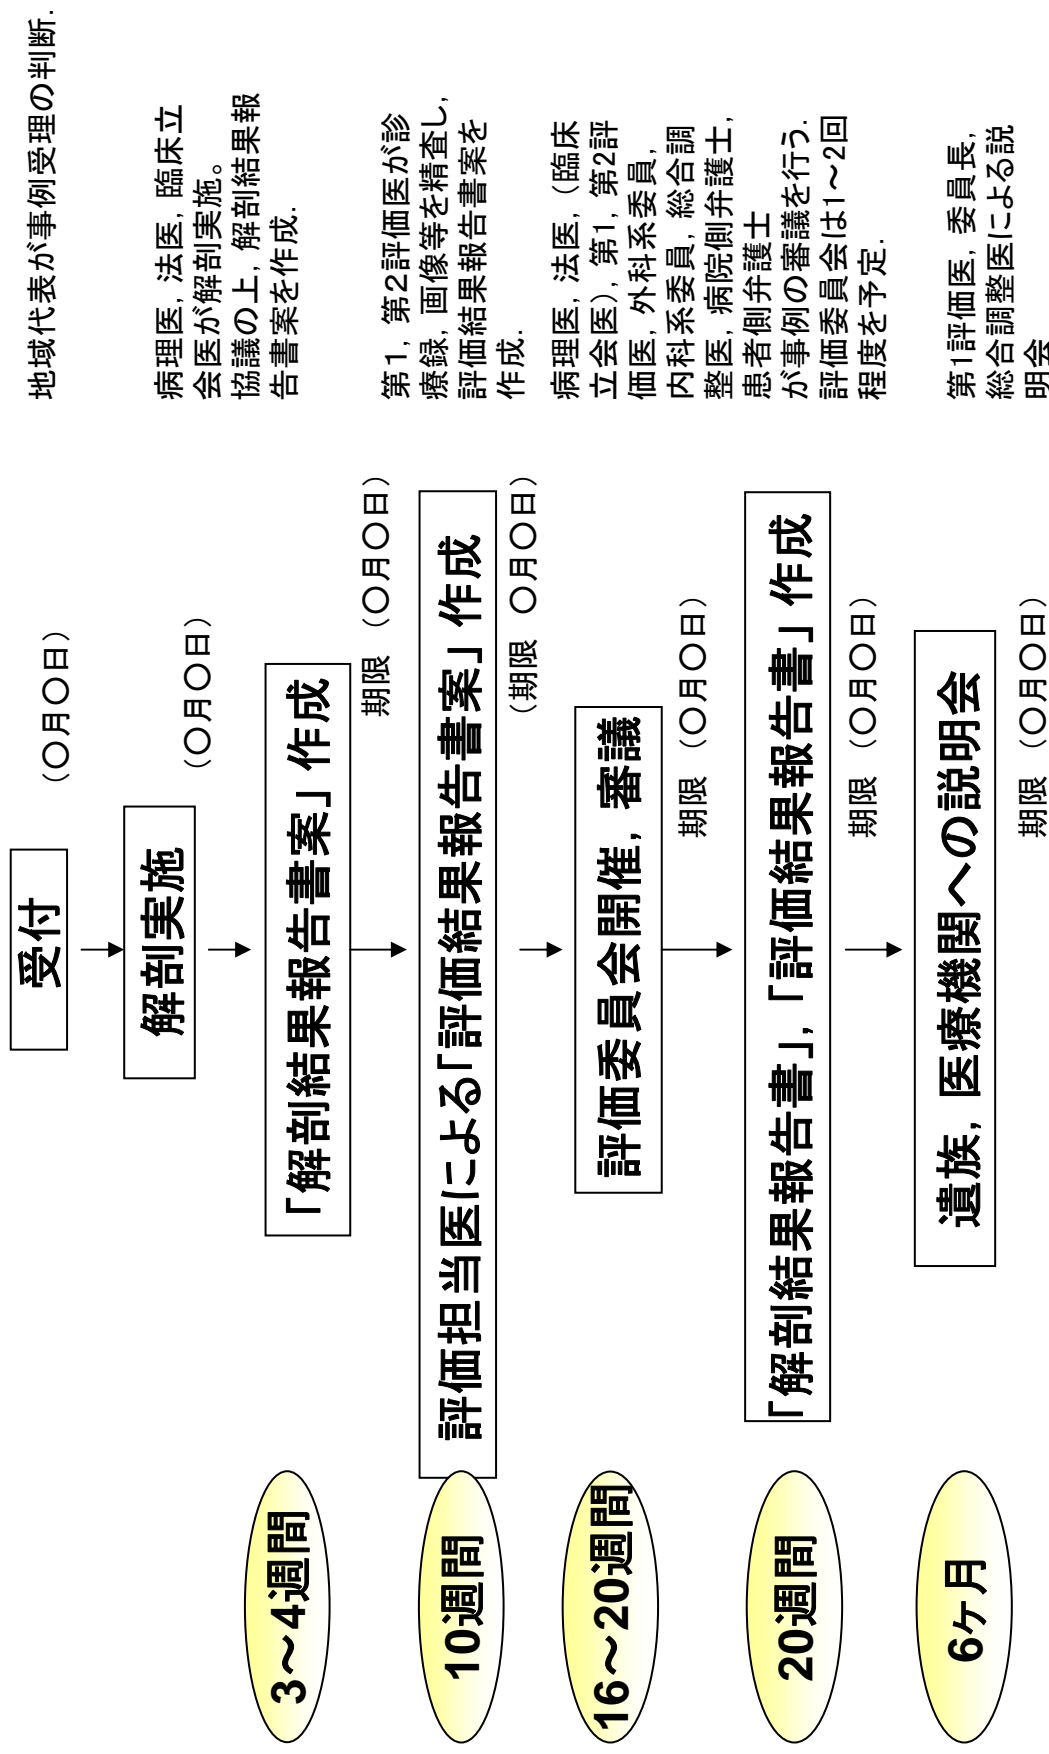 受付
（〇月〇日）
地域代表が事例受理の判断.
解剖実施
（〇月〇日）
病理医, 法医, 臨床立
会医が解剖実施。
協議の上, 解剖結果報
告書案を作成.
3～4週間
「解剖結果報告書案」作成
期限　（〇月〇日）
10週間
評価担当医による「評価結果報告書案」作成
（期限　〇月〇日）
第1, 第2評価医が診
療録, 画像等を精査し,
評価結果報告書案を
作成.
16～20週間
評価委員会開催, 審議
期限　（〇月〇日）
病理医, 法医, （臨床
立会医）, 第1, 第2評
価医, 外科系委員,
内科系委員, 総合調
整医, 病院側弁護士,
患者側弁護士
が事例の審議を行う.
評価委員会は1～2回
程度を予定.
20週間
「解剖結果報告書」, 「評価結果報告書」作成
期限　（〇月〇日）
6ヶ月
遺族, 医療機関への説明会
期限　（〇月〇日）
第1評価医, 委員長,
総合調整医による説
明会